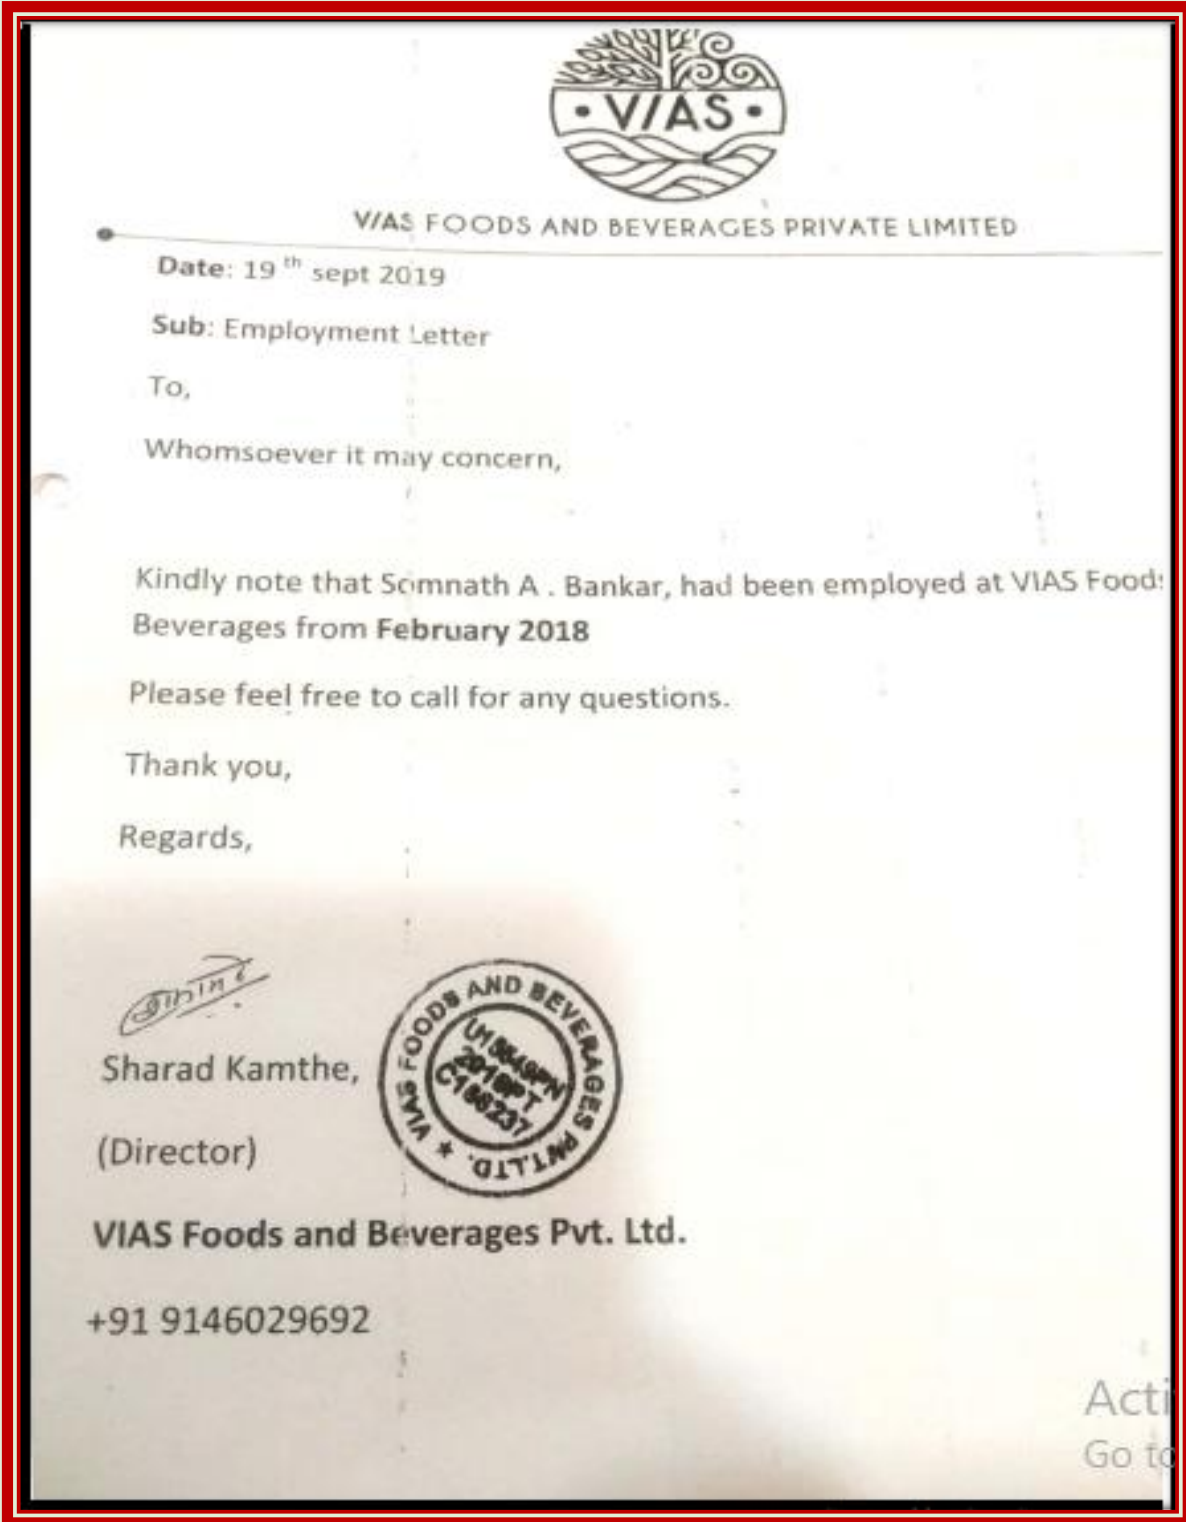 • VIAS •
VIAS FOODS AND BEVERAGES PRIVATE LIMITED
Date: 19 th sept 2019
Sub: Employment Letter
To,
Whomsoever it may concern,
Kindly note that Somnath A . Bankar, had been employed at VIAS Foods
Beverages from February 2018
Please feel free to call for any questions.
Thank you,
Regards,
Sharad Kamthe,
(Director)
VIAS FOODS AND BEVERAGES PVT.LTD. ★
VIAS Foods and Beverages Pvt. Ltd.
+91 9146029692
Acti
Go to